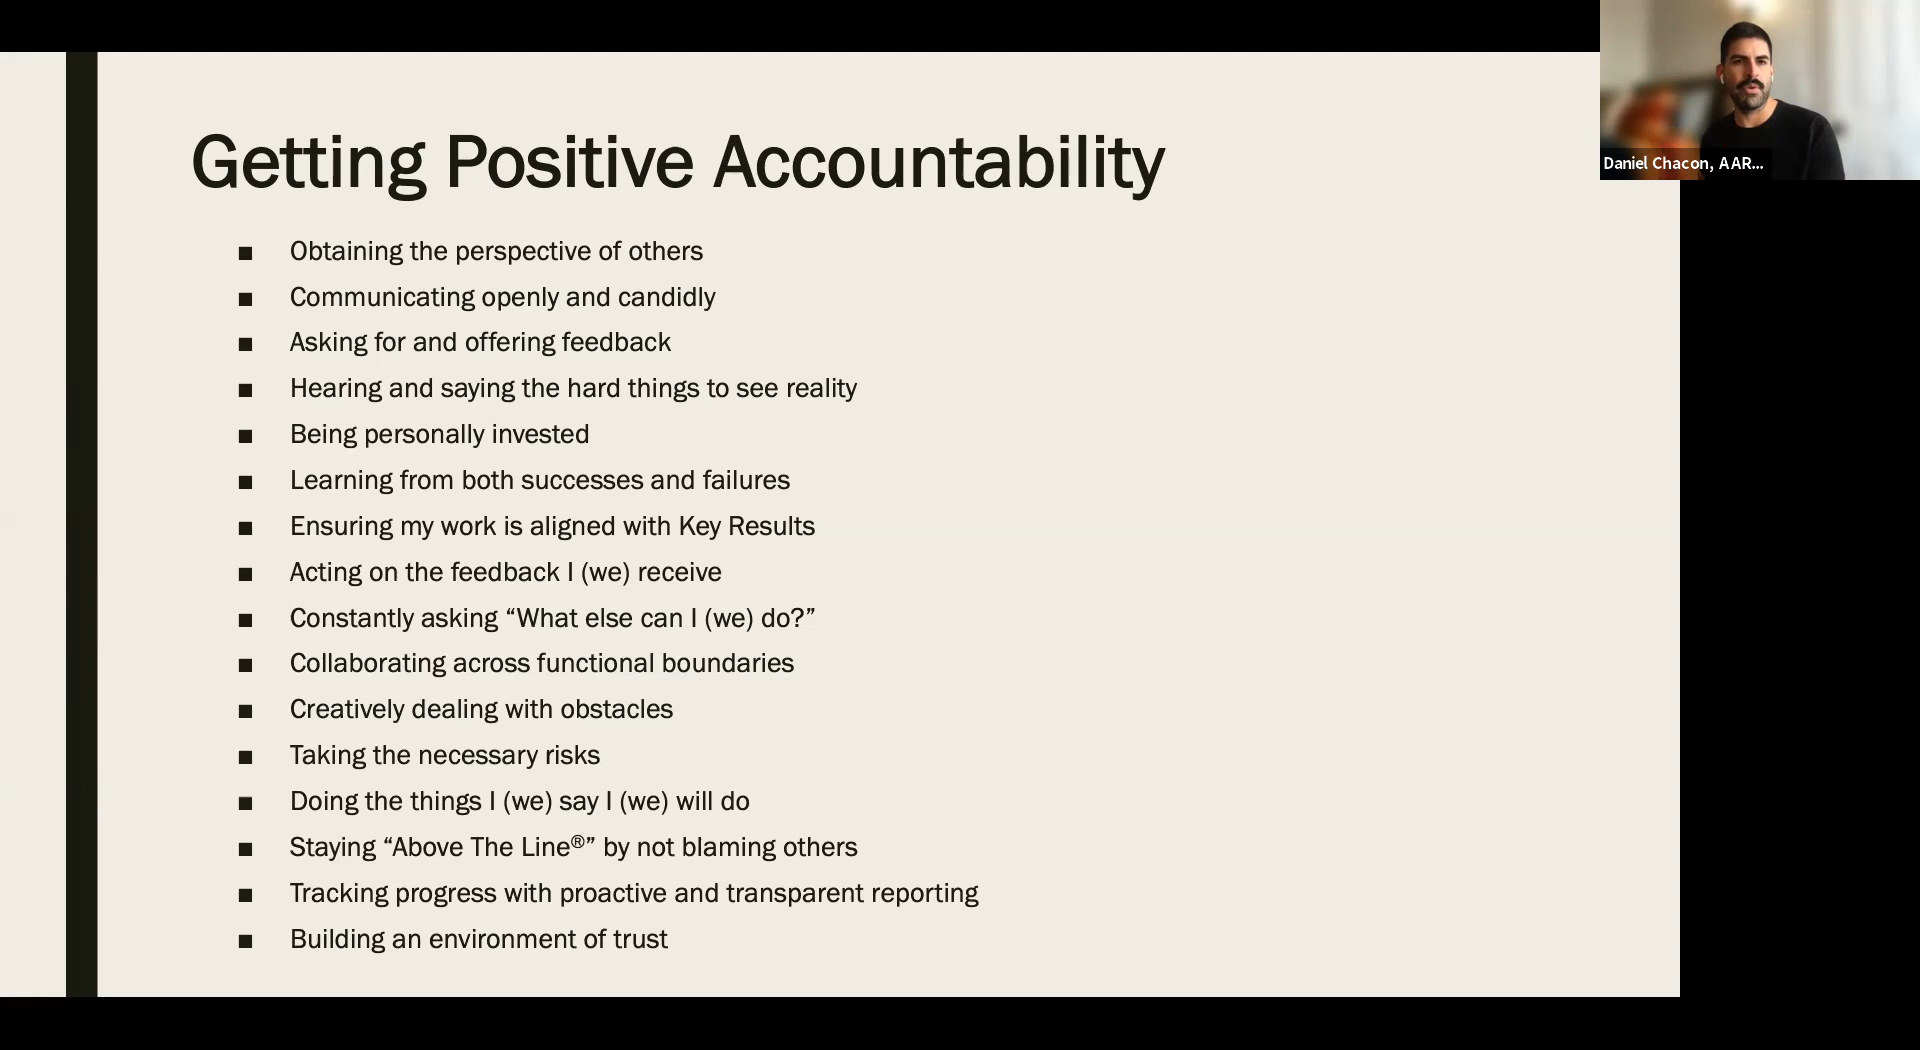 Getting Positive Accountability
■ Obtaining the perspective of others
■ Communicating openly and candidly
■ Asking for and offering feedback
■ Hearing and saying the hard things to see reality
■ Being personally invested
■ Learning from both successes and failures
■ Ensuring my work is aligned with Key Results
■ Acting on the feedback I (we) receive
■ Constantly asking “What else can I (we) do?”
■ Collaborating across functional boundaries
■ Creatively dealing with obstacles
■ Taking the necessary risks
■ Doing the things I (we) say I (we) will do
■ Staying “Above The Line®” by not blaming others
■ Tracking progress with proactive and transparent reporting
■ Building an environment of trust
Daniel Chacon, AAR...